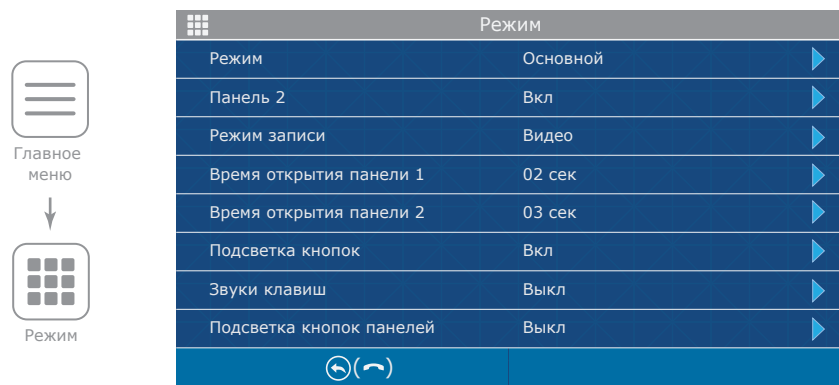 Главное
меню
Режим
Режим
Режим Основной
Панель 2 Вкл
Режим записи Видео
Время открытия панели 1 02 сек
Время открытия панели 2 03 сек
Подсветка кнопок Вкл
Звуки клавиш Выкл
Подсветка кнопок панелей Выкл